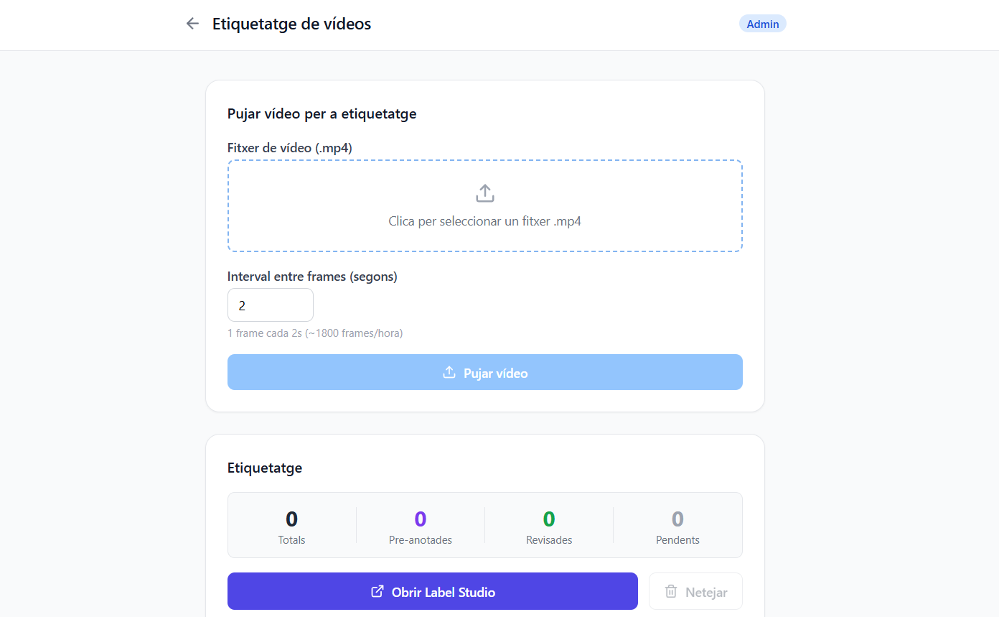 Etiquetatge de vídeos
Admin
Pujar vídeo per a etiquetatge
Fitxer de vídeo (.mp4)
Clica per seleccionar un fitxer .mp4
Interval entre frames (segons)
2
1 frame cada 2s (~1800 frames/hora)
Pujar vídeo
Etiquetatge
0 0 0 0
Totals Pre-anotades Revisades Pendents
Obrir Label Studio Netejar